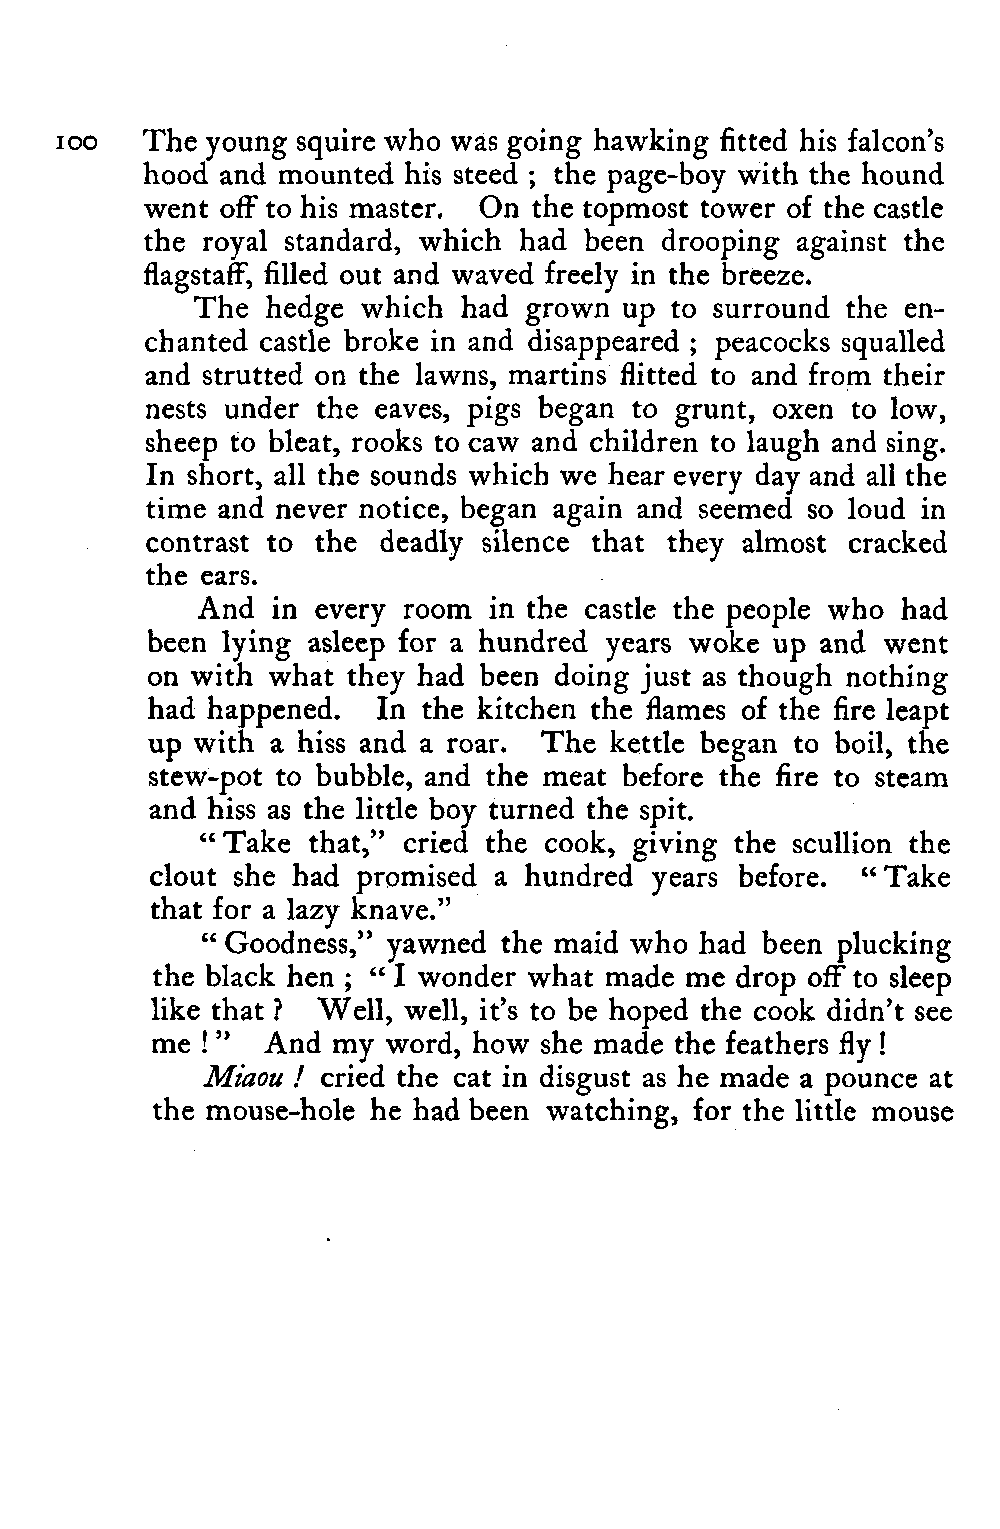 100 The young squire who was going hawking fitted his falcon's
hood and mounted his steed ; the page-boy with the hound
went off to his master. On the topmost tower of the castle
the royal standard, which had been drooping against the
flagstaff, filled out and waved freely in the breeze.
The hedge which had grown up to surround the en-
chanted castle broke in and disappeared ; peacocks squalled
and strutted on the lawns, martins flitted to and from their
nests under the eaves, pigs began to grunt, oxen to low,
sheep to bleat, rooks to caw and children to laugh and sing.
In short, all the sounds which we hear every day and all the
time and never notice, began again and seemed so loud in
contrast to the deadly silence that they almost cracked
the ears.
And in every room in the castle the people who had
been lying asleep for a hundred years woke up and went
on with what they had been doing just as though nothing
had happened. In the kitchen the flames of the fire leapt
up with a hiss and a roar. The kettle began to boil, the
stew-pot to bubble, and the meat before the fire to steam
and hiss as the little boy turned the spit.
“ Take that,” cried the cook, giving the scullion the
clout she had promised a hundred years before. “ Take
that for a lazy knave.”
“ Goodness,” yawned the maid who had been plucking
the black hen ; “ I wonder what made me drop off to sleep
like that ? Well, well, it's to be hoped the cook didn't see
me ! ” And my word, how she made the feathers fly !
Miaou ! cried the cat in disgust as he made a pounce at
the mouse-hole he had been watching, for the little mouse